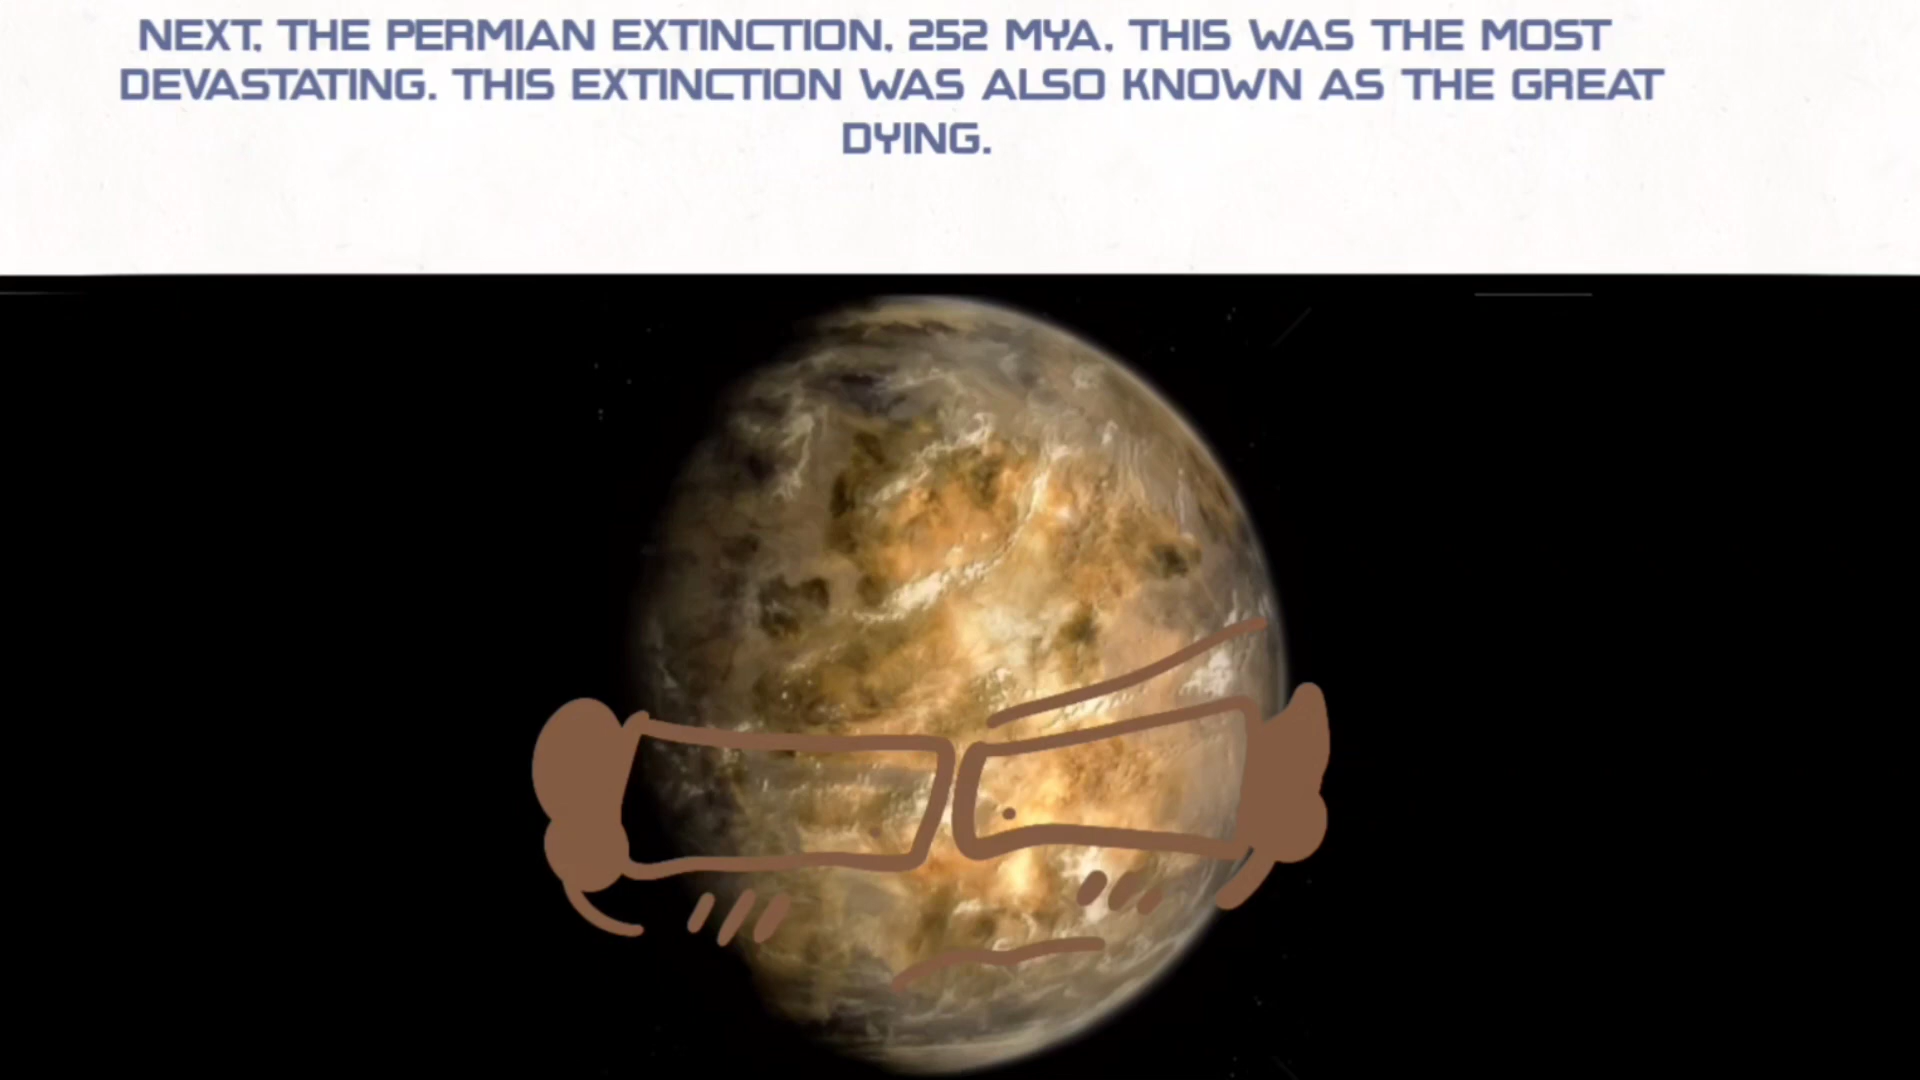 NEXT. THE PERMIAN EXTINCTION. 252 MYA. THIS WAS THE MOST
DEVASTATING. THIS EXTINCTION WAS ALSO KNOWN AS THE GREAT
DYING.